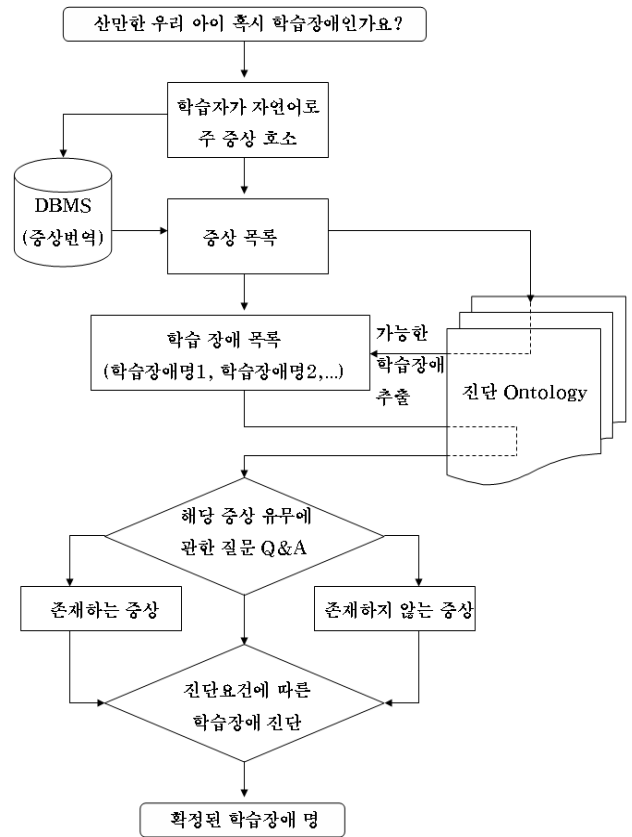 산만한 우리 아이 혹시 학습장애인가요?
학습자가 자연어로
주 증상 호소
DBMS
(증상번역)
증상 목록
학습 장애 목록
(학습장애명1, 학습장애명2,...)
가능한
학습장애
추출
진단 Ontology
해당 증상 유무에
관한 질문 Q&A
존재하는 증상
존재하지 않는 증상
진단요건에 따른
학습장애 진단
확정된 학습장애 명